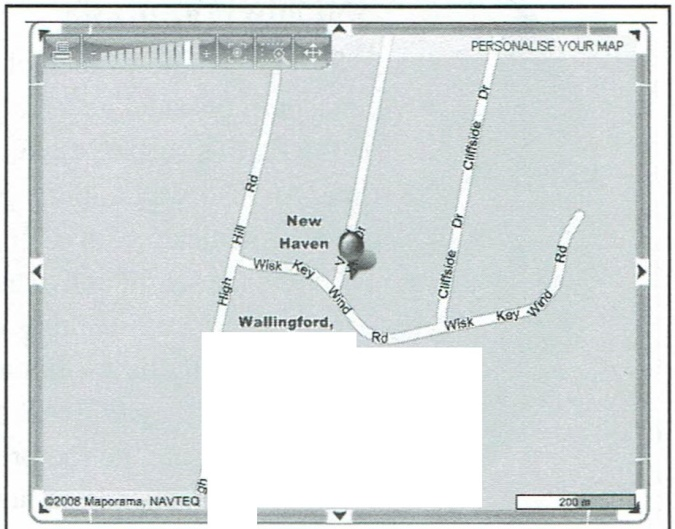 PERSONALISE YOUR MAP
Cliffside Dr
High Hill Rd
New
Haven
Cliffside Dr
Wisk Key Wind Rd
Wisk Key Wind Rd
High
Wallingford,
©2008 Maporama, NAVTEQ
200 m